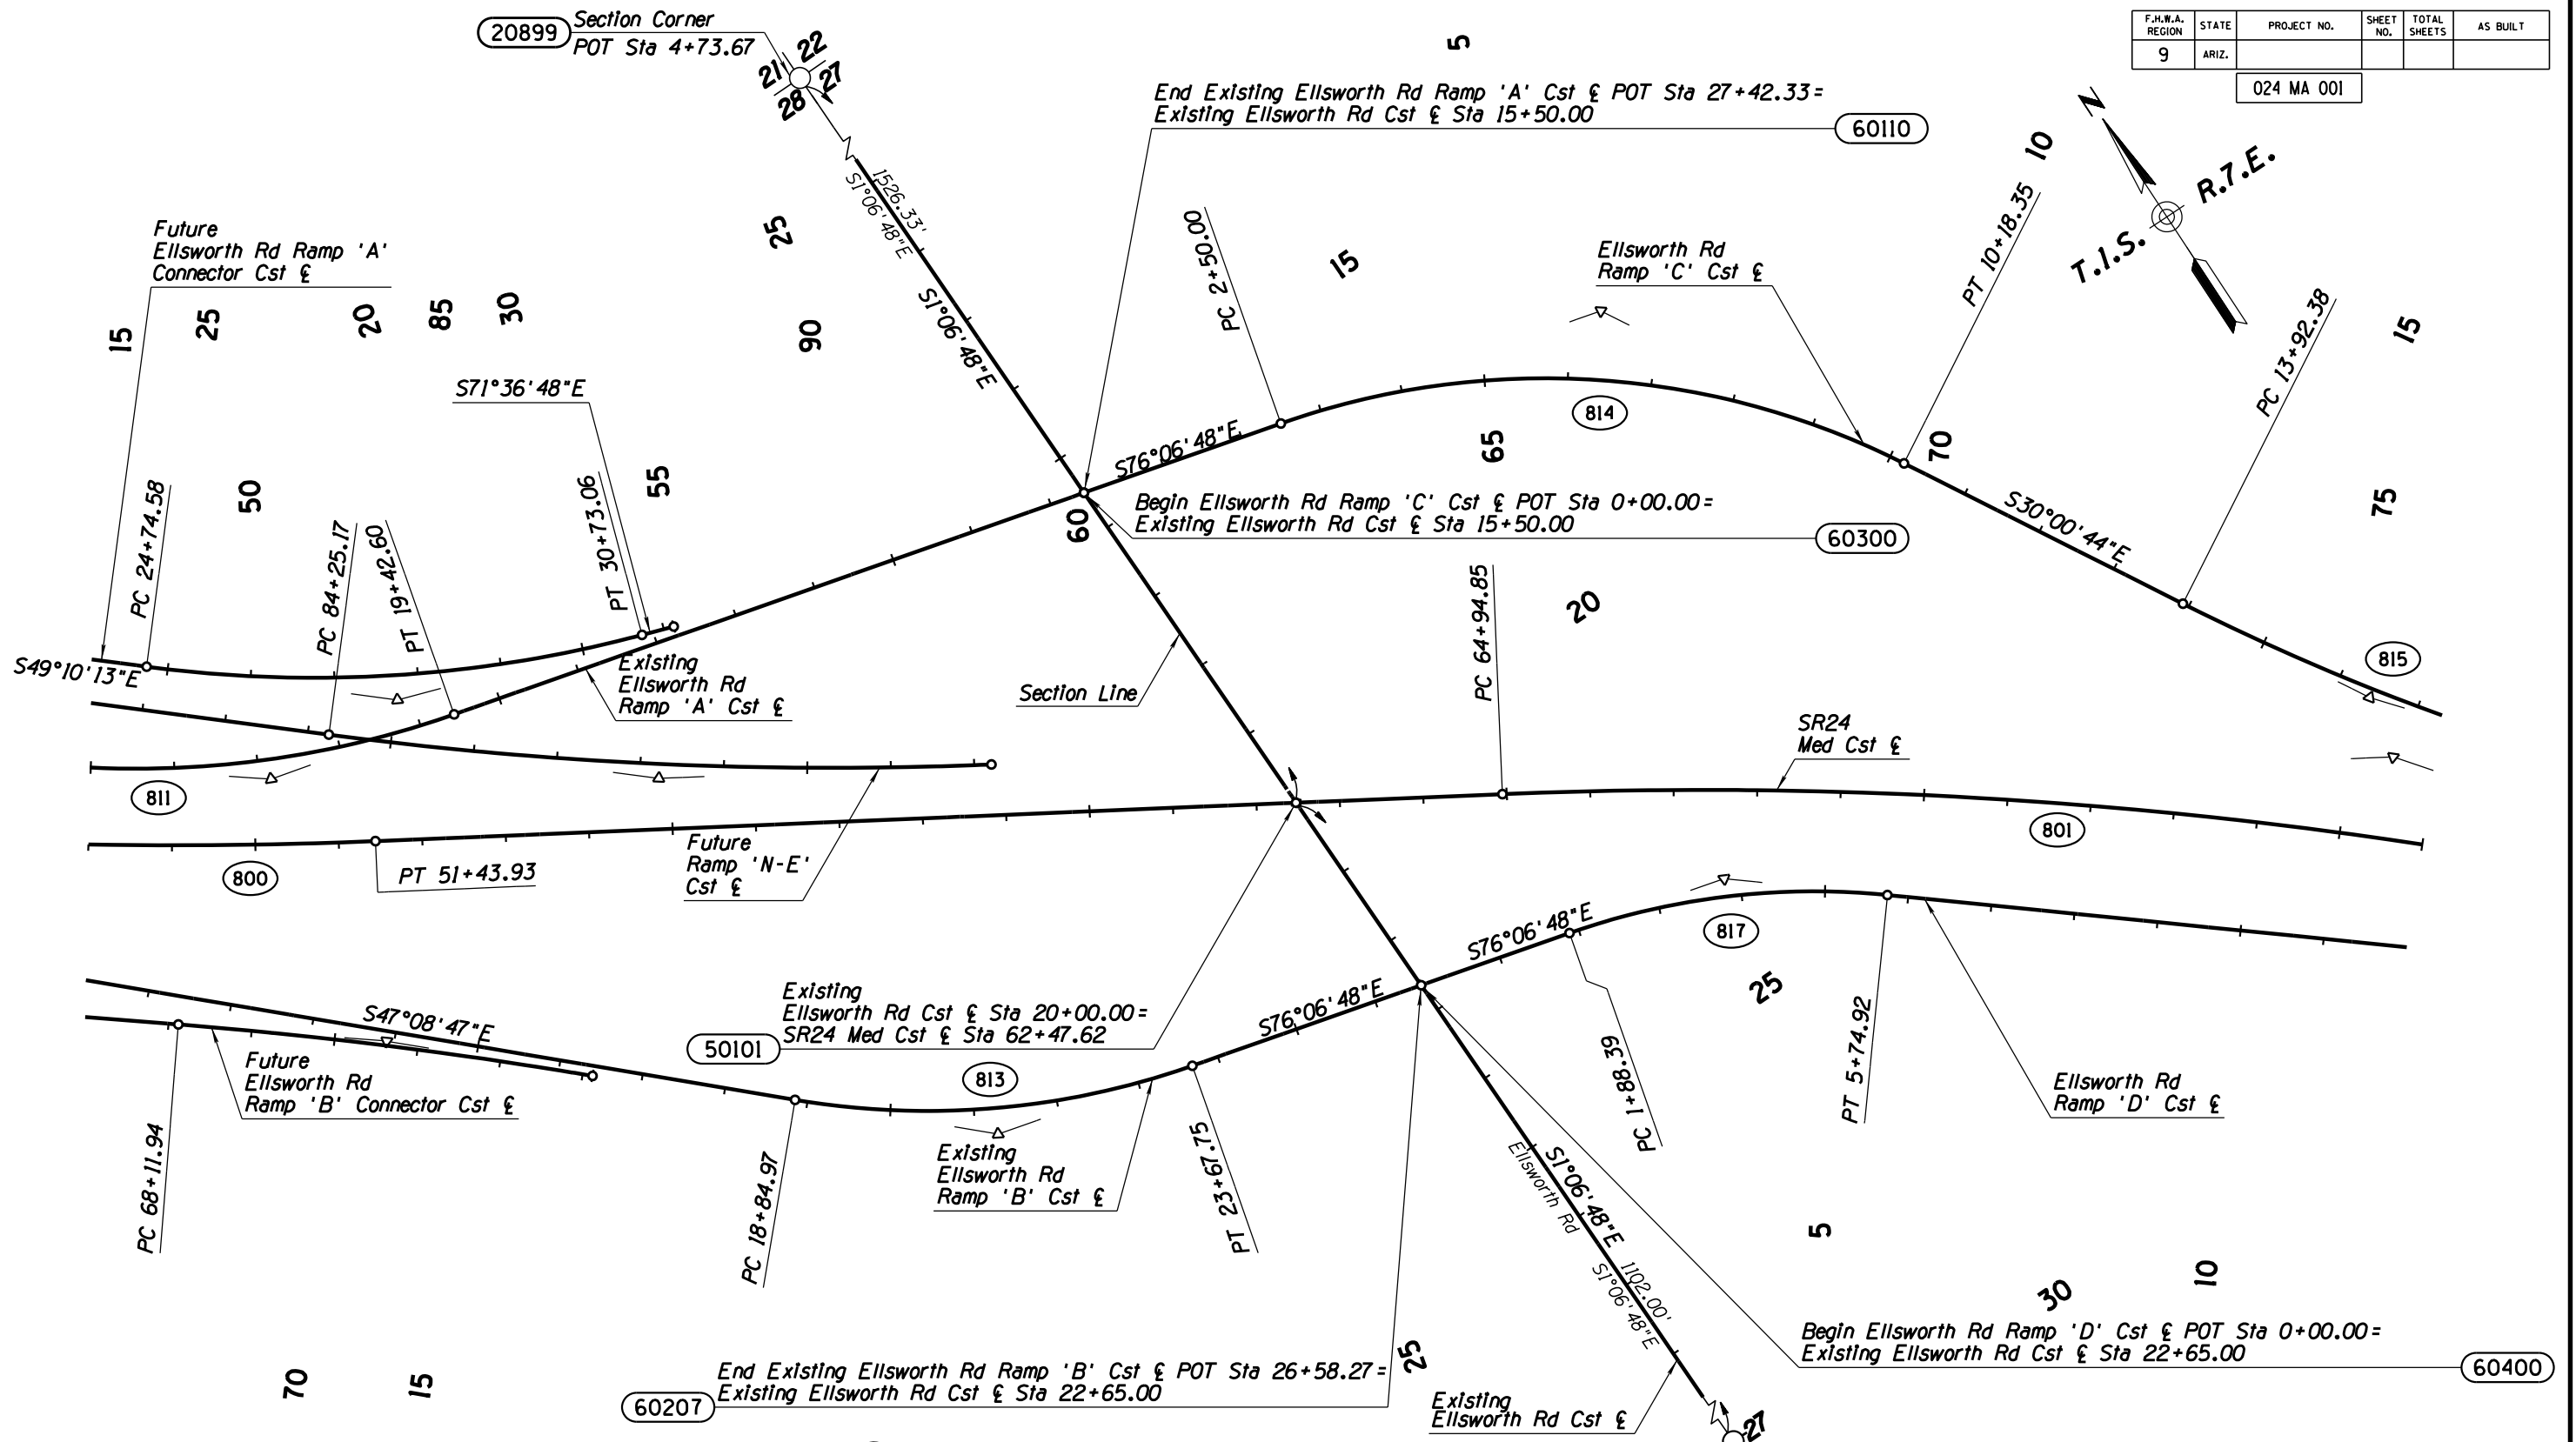 20899
Section Corner
POT Sta 4+73.67
21
22
27
28
5
F.H.W.A. REGION
STATE
PROJECT NO.
SHEET NO.
TOTAL SHEETS
AS BUILT
9
ARIZ.
024 MA 001
End Existing Ellsworth Rd Ramp 'A' Cst ℄ POT Sta 27+42.33=
Existing Ellsworth Rd Cst ℄ Sta 15+50.00
60110
N
R.7.E.
T.1.S.
10
PT 10+18.35
PC 13+92.38
15
1526.33'
S1°06'48"E
S1°06'48"E
25
PC 2+50.00
15
Ellsworth Rd
Ramp 'C' Cst ℄
Future
Ellsworth Rd Ramp 'A'
Connector Cst ℄
15
25
20
85
30
90
S71°36'48"E
814
S76°06'48"E
65
70
75
50
55
PC 24+74.58
PC 84+25.17
PT 19+42.60
PT 30+73.06
60
Begin Ellsworth Rd Ramp 'C' Cst ℄ POT Sta 0+00.00=
Existing Ellsworth Rd Cst ℄ Sta 15+50.00
60300
S30°00'44"E
20
PC 64+94.85
815
S49°10'13"E
Existing
Ellsworth Rd
Ramp 'A' Cst ℄
Section Line
SR24
Med Cst ℄
811
801
800
PT 51+43.93
Future
Ramp 'N-E'
Cst ℄
S76°06'48"E
817
25
S47°08'47"E
Existing
Ellsworth Rd Cst ℄ Sta 20+00.00=
SR24 Med Cst ℄ Sta 62+47.62
50101
S76°06'48"E
Future
Ellsworth Rd
Ramp 'B' Connector Cst ℄
813
PC 1+88.39
PT 5+74.92
Ellsworth Rd
Ramp 'D' Cst ℄
PC 68+11.94
PC 18+84.97
Existing
Ellsworth Rd
Ramp 'B' Cst ℄
PT 23+67.75
S1°06'48"E
Ellsworth Rd
1102.00'
S1°06'48"E
5
10
30
70
15
25
End Existing Ellsworth Rd Ramp 'B' Cst ℄ POT Sta 26+58.27=
Existing Ellsworth Rd Cst ℄ Sta 22+65.00
60207
Begin Ellsworth Rd Ramp 'D' Cst ℄ POT Sta 0+00.00=
Existing Ellsworth Rd Cst ℄ Sta 22+65.00
60400
Existing
Ellsworth Rd Cst ℄
27